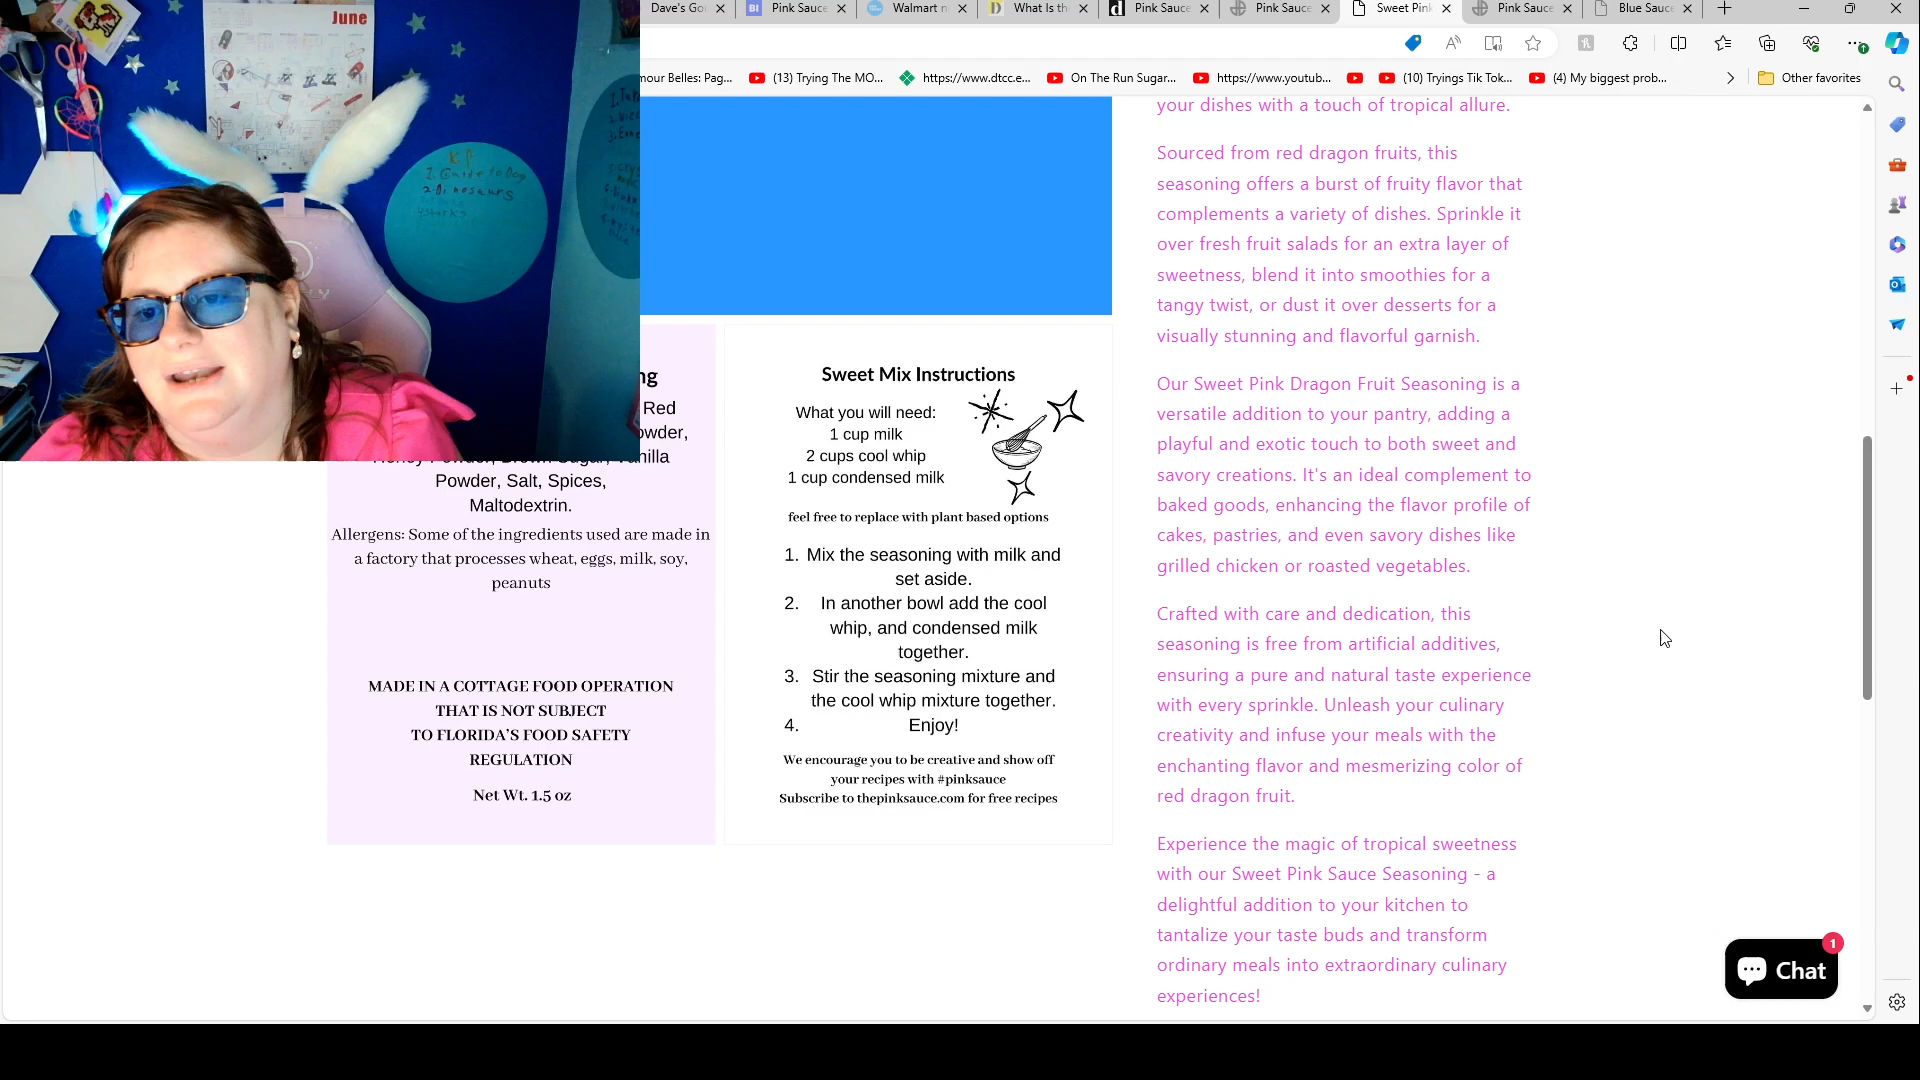 June
1. Guide to Dog
2. Dinosaurs
Dave's Go
Pink Sauce
Walmart n
What Is th
Pink Sauce
Pink Sauce
Sweet Pink
Pink Sauce
Blue Sauce
mour Belles: Pag...
(13) Trying The MO...
https://www.dtcc.e...
On The Run Sugar...
https://www.youtub...
(10) Tryings Tik Tok...
(4) My biggest prob...
Other favorites
ng
Red
owder,
Powder, Salt, Spices,
Maltodextrin.
Allergens: Some of the ingredients used are made in
a factory that processes wheat, eggs, milk, soy,
peanuts
MADE IN A COTTAGE FOOD OPERATION
THAT IS NOT SUBJECT
TO FLORIDA'S FOOD SAFETY
REGULATION
Net Wt. 1.5 oz
Sweet Mix Instructions
What you will need:
1 cup milk
2 cups cool whip
1 cup condensed milk
feel free to replace with plant based options
1. Mix the seasoning with milk and
set aside.
2. In another bowl add the cool
whip, and condensed milk
together.
3. Stir the seasoning mixture and
the cool whip mixture together.
4. Enjoy!
We encourage you to be creative and show off
your recipes with #pinksauce
Subscribe to thepinksauce.com for free recipes
your dishes with a touch of tropical allure.
Sourced from red dragon fruits, this
seasoning offers a burst of fruity flavor that
complements a variety of dishes. Sprinkle it
over fresh fruit salads for an extra layer of
sweetness, blend it into smoothies for a
tangy twist, or dust it over desserts for a
visually stunning and flavorful garnish.
Our Sweet Pink Dragon Fruit Seasoning is a
versatile addition to your pantry, adding a
playful and exotic touch to both sweet and
savory creations. It's an ideal complement to
baked goods, enhancing the flavor profile of
cakes, pastries, and even savory dishes like
grilled chicken or roasted vegetables.
Crafted with care and dedication, this
seasoning is free from artificial additives,
ensuring a pure and natural taste experience
with every sprinkle. Unleash your culinary
creativity and infuse your meals with the
enchanting flavor and mesmerizing color of
red dragon fruit.
Experience the magic of tropical sweetness
with our Sweet Pink Sauce Seasoning - a
delightful addition to your kitchen to
tantalize your taste buds and transform
ordinary meals into extraordinary culinary
experiences!
Chat
1